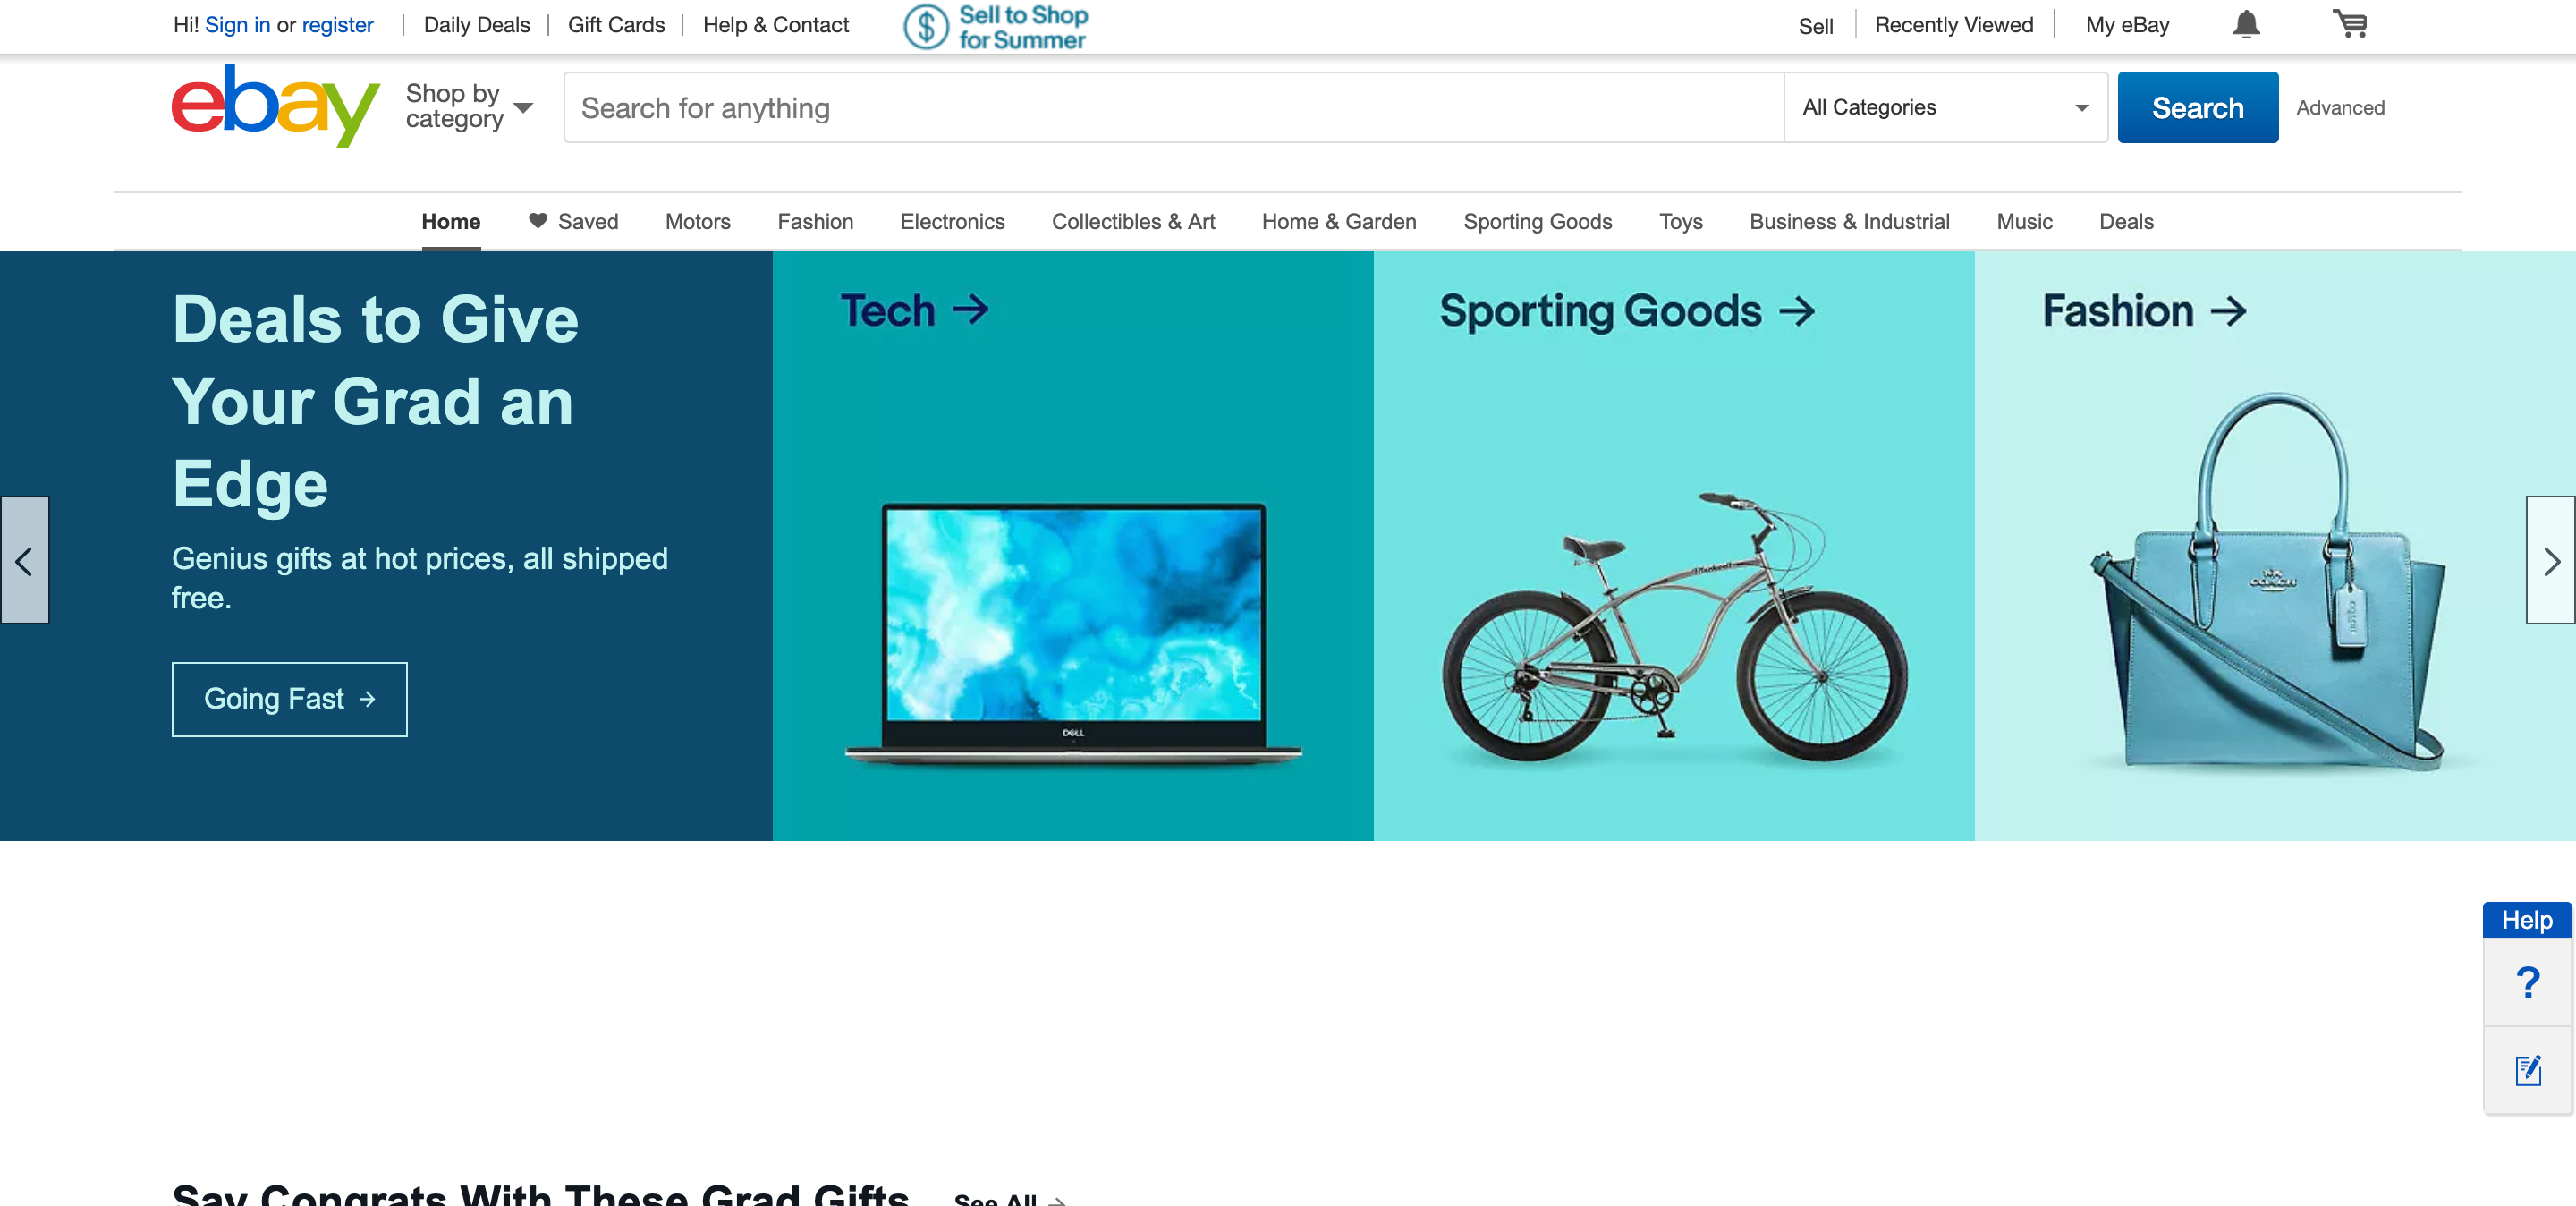 Hi! Sign in or register | Daily Deals | Gift Cards | Help & Contact
Sell to Shop
for Summer
Sell | Recently Viewed | My eBay
ebay
Shop by
category
Search for anything
All Categories
Search
Advanced
Home
Saved
Motors
Fashion
Electronics
Collectibles & Art
Home & Garden
Sporting Goods
Toys
Business & Industrial
Music
Deals
Deals to Give
Your Grad an
Edge
Genius gifts at hot prices, all shipped
free.
Going Fast →
Tech →
DELL
Sporting Goods →
Fashion →
COACH
Help
?
Say Congrats With These Grad Gifts
See All →